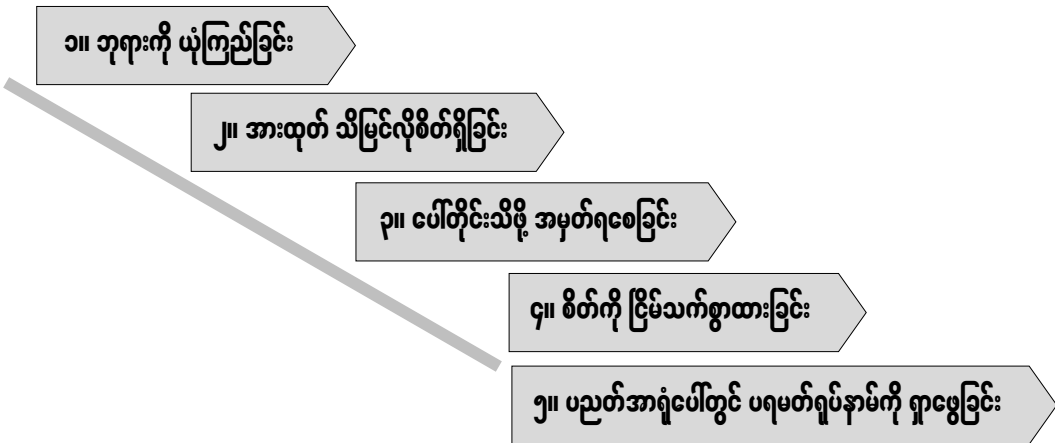 ၁။ ဘုရားကို ယုံကြည်ခြင်း
၂။ အားထုတ် သိမြင်လိုစိတ်ရှိခြင်း
၃။ ပေါ်တိုင်းသိဖို့ အမှတ်ရစေခြင်း
၄။ စိတ်ကို ငြိမ်သက်စွာထားခြင်း
၅။ ပညတ်အာရုံပေါ်တွင် ပရမတ်ရုပ်နာမ်ကို ရှာဖွေခြင်း